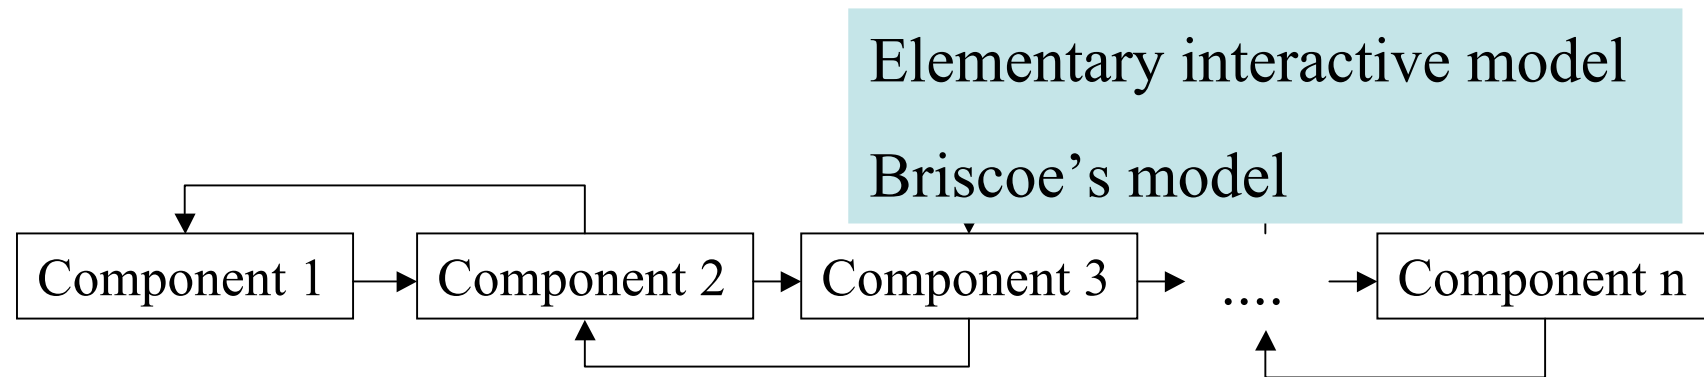 Elementary interactive model
Briscoe’s model
Component 1
Component 2
Component 3
....
Component n